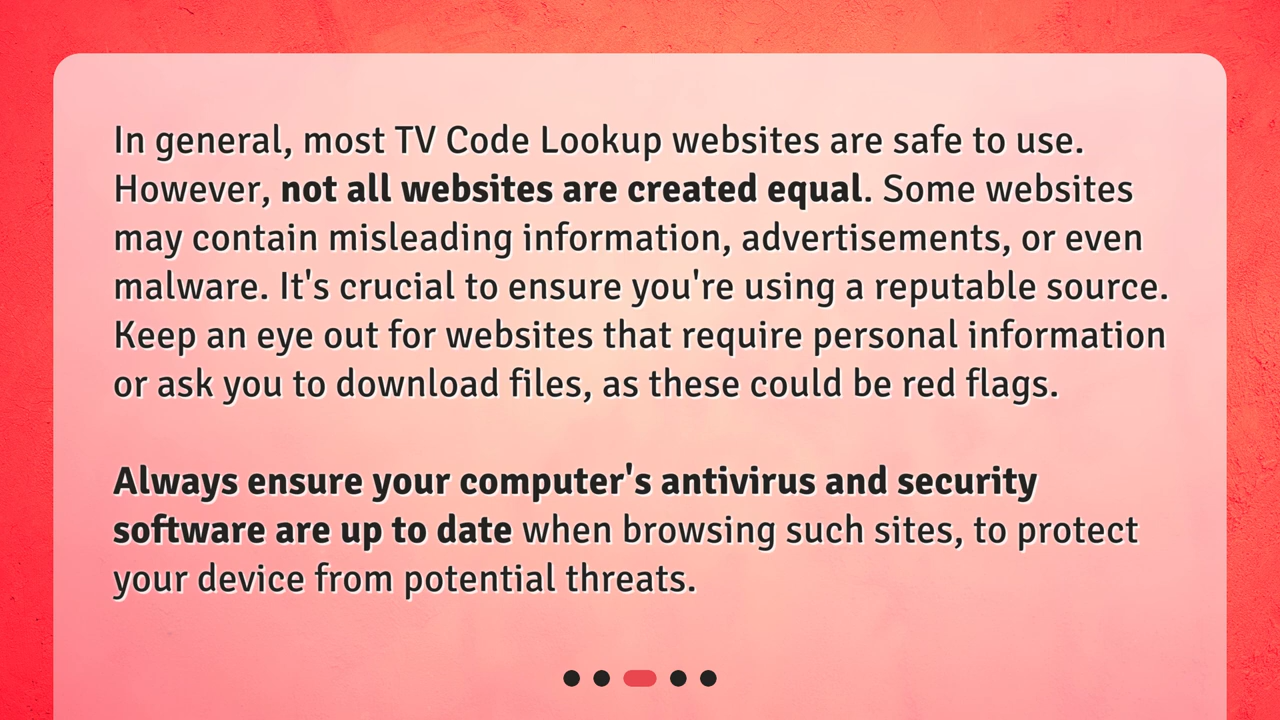 In general, most TV Code Lookup websites are safe to use.
However, not all websites are created equal. Some websites
may contain misleading information, advertisements, or even
malware. It's crucial to ensure you're using a reputable source.
Keep an eye out for websites that require personal information
or ask you to download files, as these could be red flags.
Always ensure your computer's antivirus and security
software are up to date when browsing such sites, to protect
your device from potential threats.